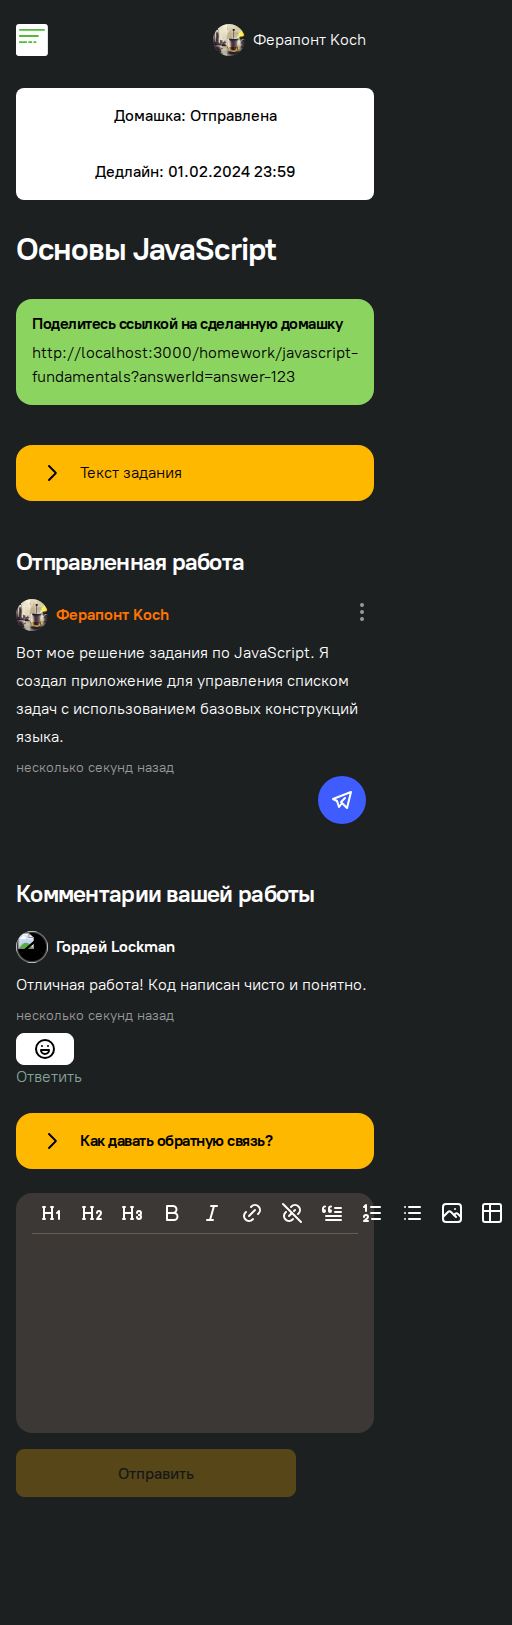 Ферапонт Koch
Домашка: Отправлена
Дедлайн: 01.02.2024 23:59
Основы JavaScript
Поделитесь ссылкой на сделанную домашку
http://localhost:3000/homework/javascript-
fundamentals?answerId=answer-123
Текст задания
Отправленная работа
Ферапонт Koch
Вот мое решение задания по JavaScript. Я
создал приложение для управления списком
задач с использованием базовых конструкций
языка.
несколько секунд назад
Комментарии вашей работы
Гордей Lockman
Отличная работа! Код написан чисто и понятно.
несколько секунд назад
Ответить
Как давать обратную связь?
H1 H2 H3 B I
Отправить